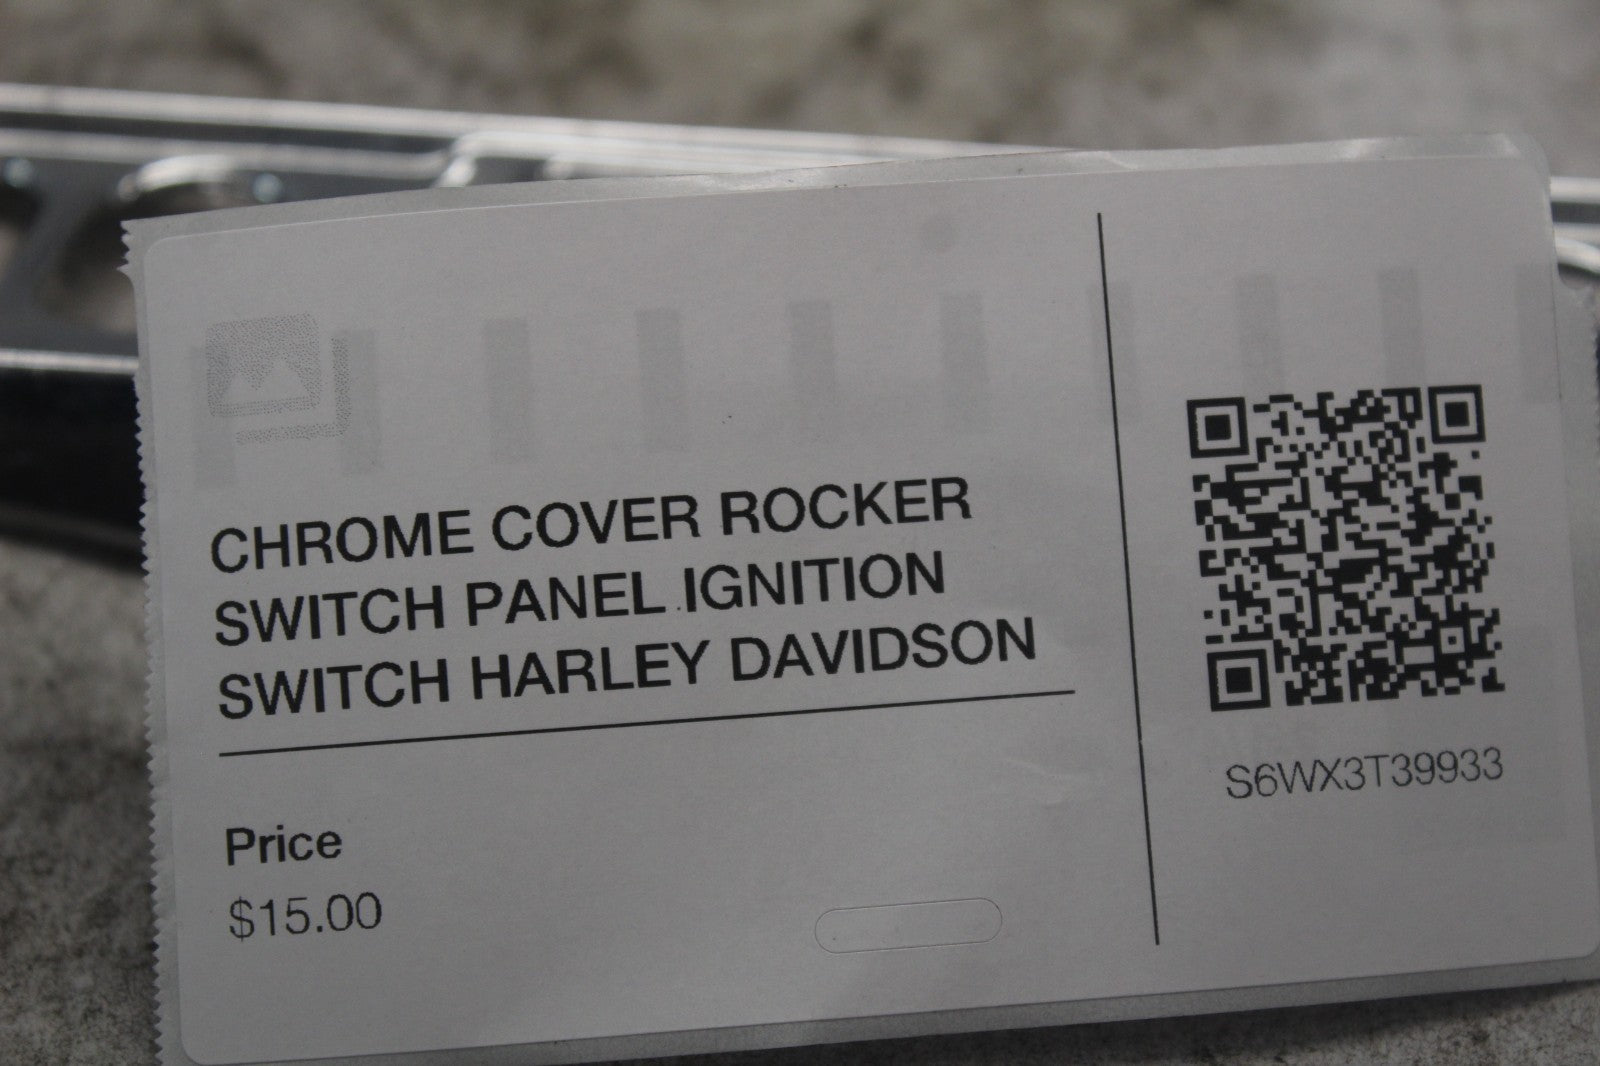 CHROME COVER ROCKER
SWITCH PANEL IGNITION
SWITCH HARLEY DAVIDSON
Price
$15.00
S6WX3T39933